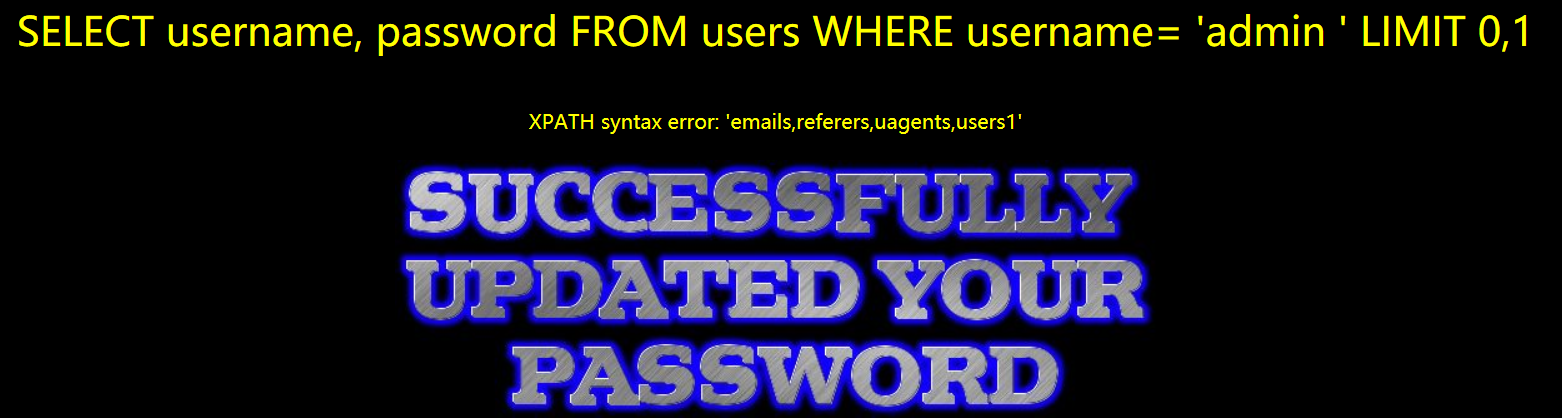 SELECT username, password FROM users WHERE username= 'admin ' LIMIT 0,1
XPATH syntax error: 'emails,referers,uagents,users1'
SUCCESSFULLY
UPDATED YOUR
PASSWORD